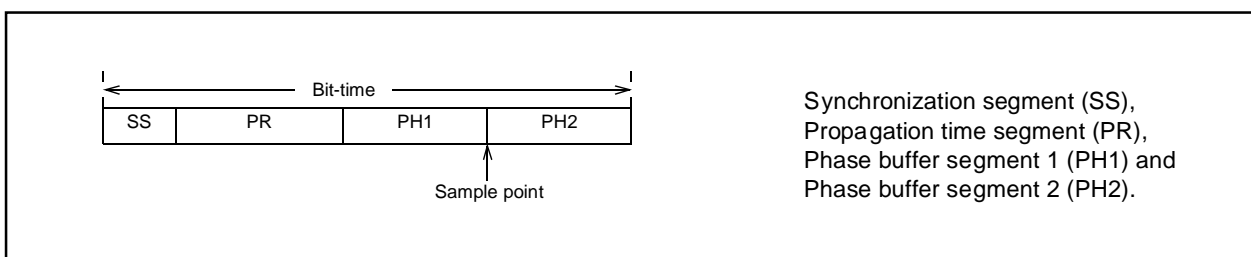 Bit-time
SS PR PH1 PH2
Sample point
Synchronization segment (SS),
Propagation time segment (PR),
Phase buffer segment 1 (PH1) and
Phase buffer segment 2 (PH2).